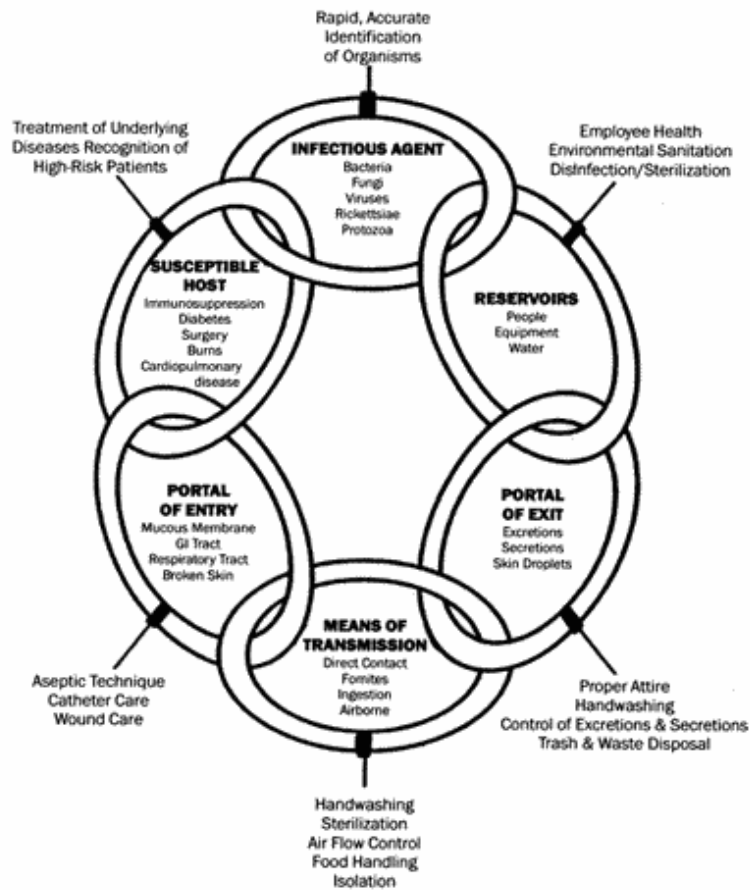 Rapid, Accurate
Identification
of Organisms
INFECTIOUS AGENT
Bacteria
Fungi
Viruses
Rickettsiae
Protozoa
Employee Health
Environmental Sanitation
DisInfection/Sterilization
RESERVOIRS
People
Equipment
Water
PORTAL
OF EXIT
Excretions
Secretions
Skin Droplets
Proper Attire
Handwashing
Control of Excretions & Secretions
Trash & Waste Disposal
MEANS OF
TRANSMISSION
Direct Contact
Fomites
Ingestion
Airborne
Handwashing
Sterilization
Air Flow Control
Food Handling
Isolation
PORTAL
OF ENTRY
Mucous Membrane
GI Tract
Respiratory Tract
Broken Skin
Aseptic Technique
Catheter Care
Wound Care
SUSCEPTIBLE
HOST
Immunosuppression
Diabetes
Surgery
Burns
Cardiopulmonary
disease
Treatment of Underlying
Diseases Recognition of
High-Risk Patients